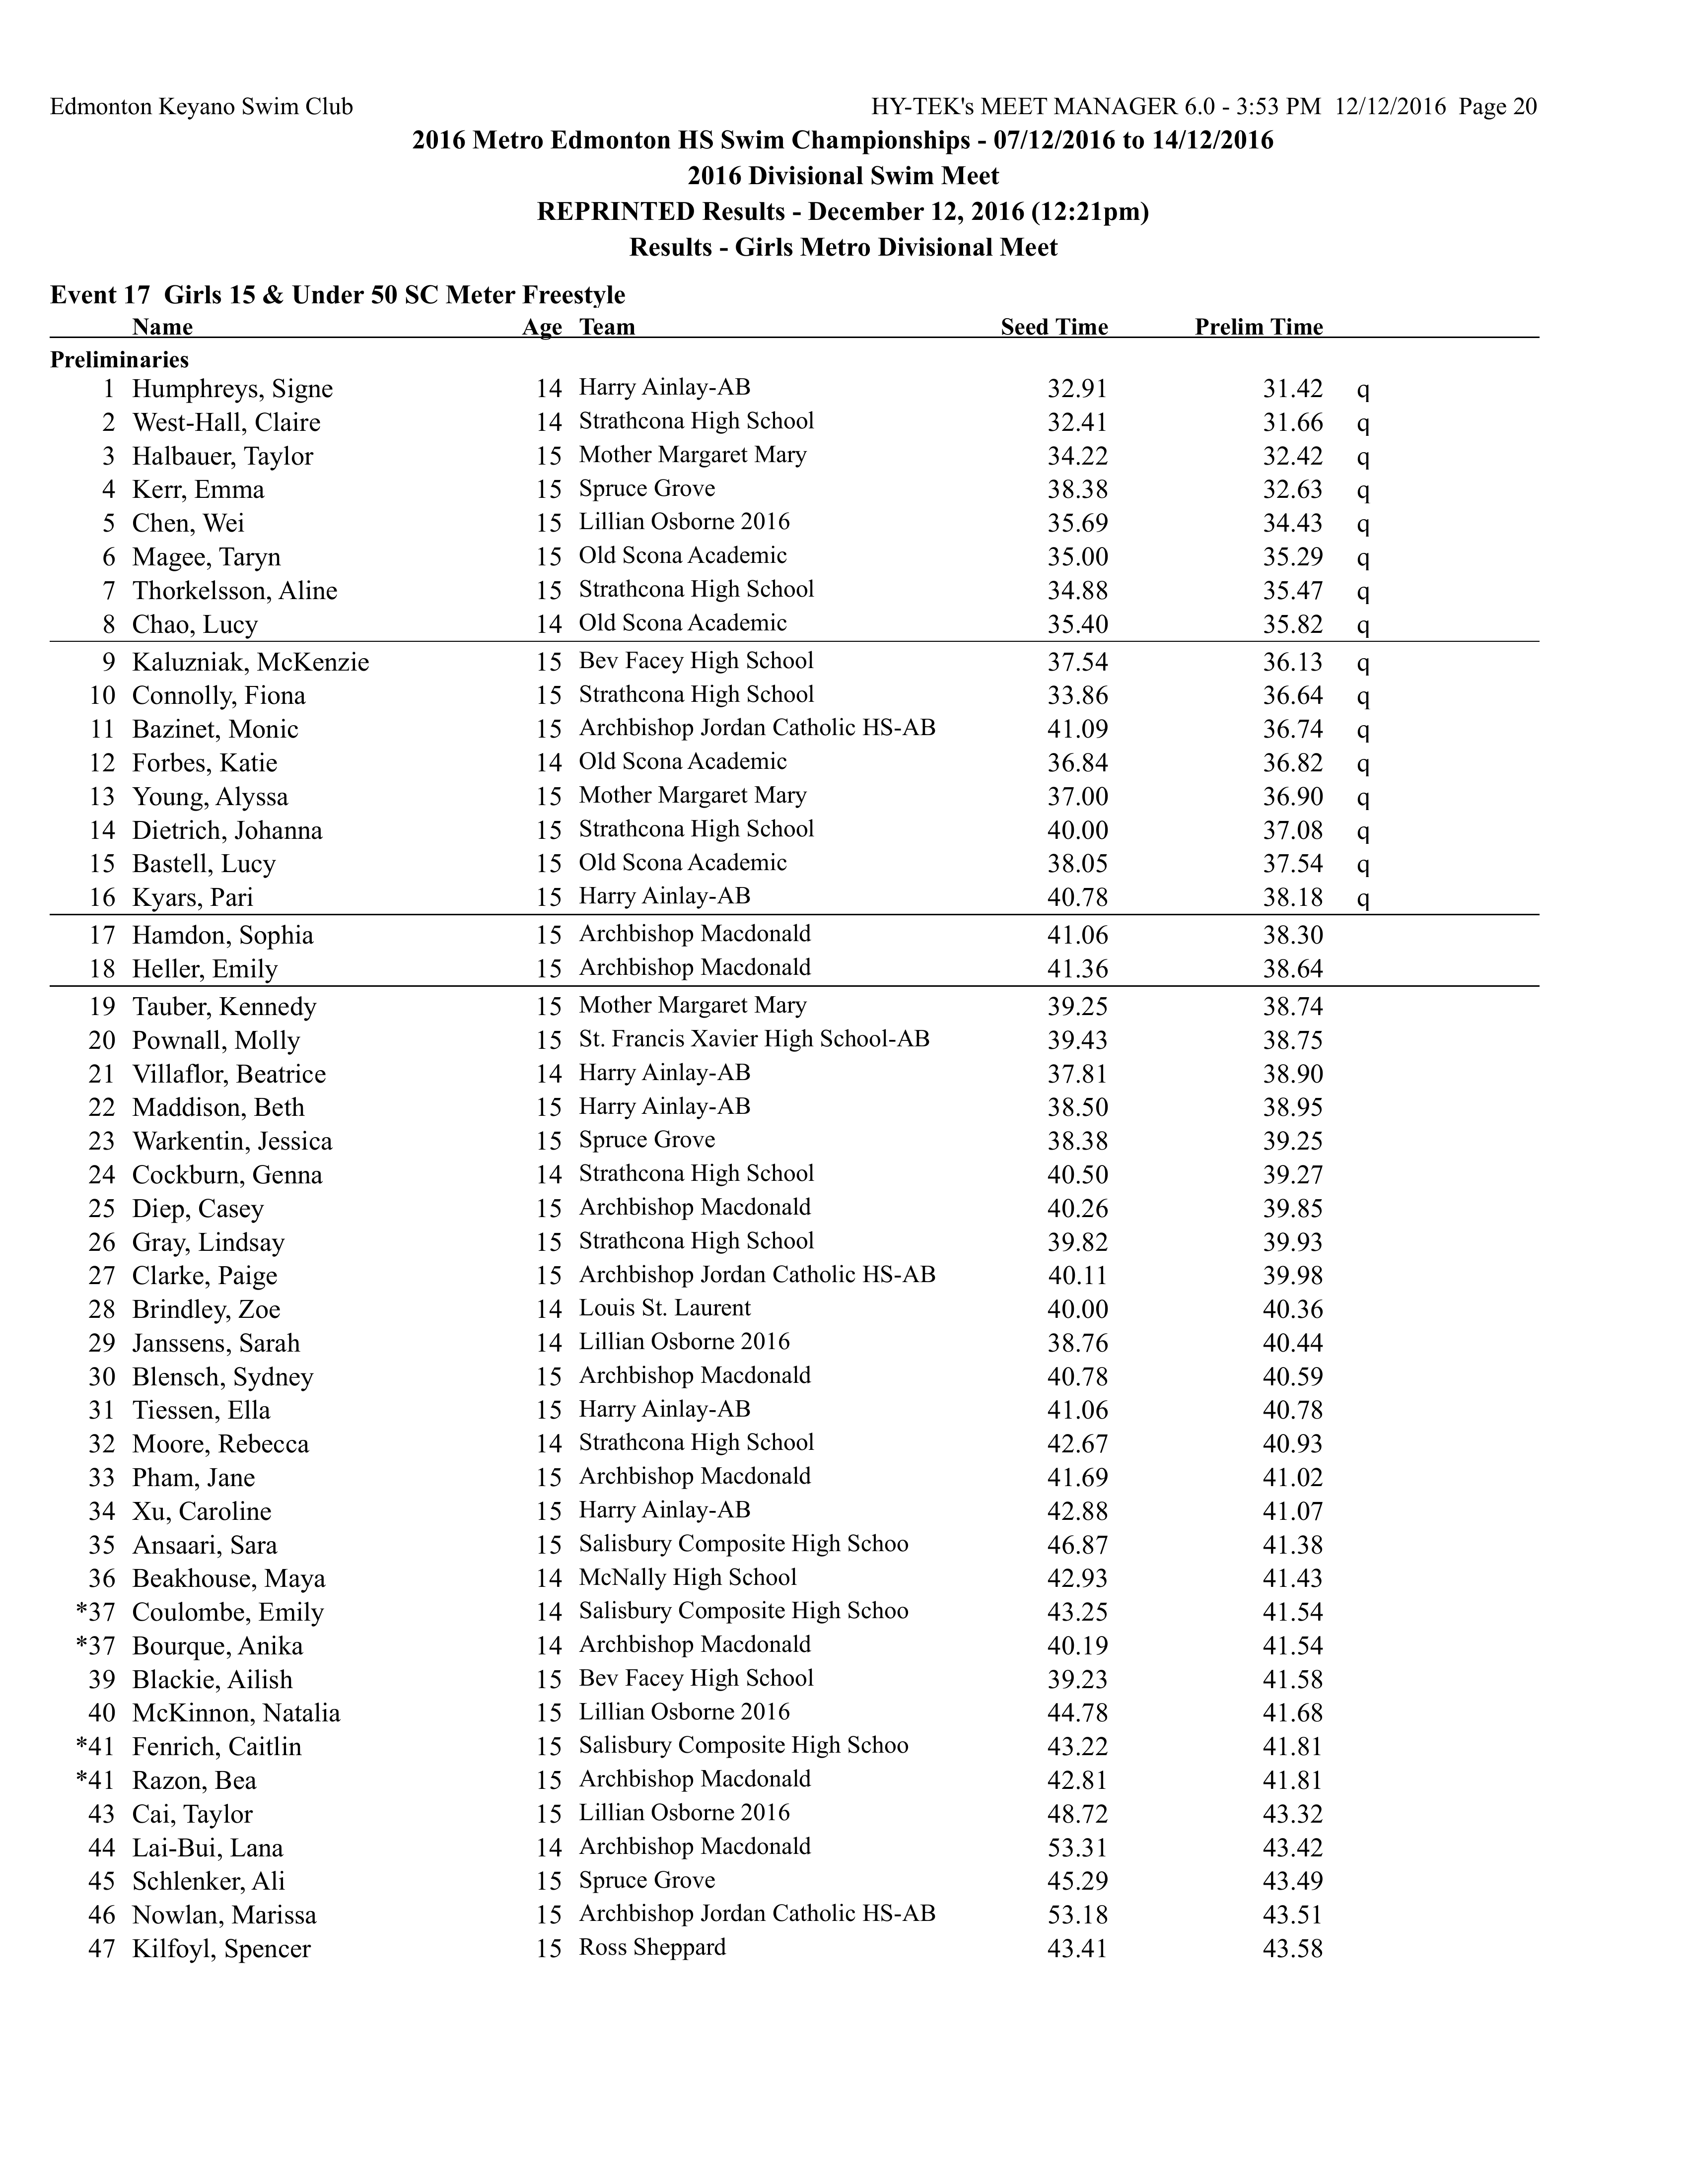 Edmonton Keyano Swim Club HY-TEK's MEET MANAGER 6.0 - 3:53 PM 12/12/2016 Page 20
2016 Metro Edmonton HS Swim Championships - 07/12/2016 to 14/12/2016
2016 Divisional Swim Meet
REPRINTED Results - December 12, 2016 (12:21pm)
Results - Girls Metro Divisional Meet
Event 17 Girls 15 & Under 50 SC Meter Freestyle
Name Age Team Seed Time Prelim Time
Preliminaries
1 Humphreys, Signe 14 Harry Ainlay-AB 32.91 31.42 q
2 West-Hall, Claire 14 Strathcona High School 32.41 31.66 q
3 Halbauer, Taylor 15 Mother Margaret Mary 34.22 32.42 q
4 Kerr, Emma 15 Spruce Grove 38.38 32.63 q
5 Chen, Wei 15 Lillian Osborne 2016 35.69 34.43 q
6 Magee, Taryn 15 Old Scona Academic 35.00 35.29 q
7 Thorkelsson, Aline 15 Strathcona High School 34.88 35.47 q
8 Chao, Lucy 14 Old Scona Academic 35.40 35.82 q
9 Kaluzniak, McKenzie 15 Bev Facey High School 37.54 36.13 q
10 Connolly, Fiona 15 Strathcona High School 33.86 36.64 q
11 Bazinet, Monic 15 Archbishop Jordan Catholic HS-AB 41.09 36.74 q
12 Forbes, Katie 14 Old Scona Academic 36.84 36.82 q
13 Young, Alyssa 15 Mother Margaret Mary 37.00 36.90 q
14 Dietrich, Johanna 15 Strathcona High School 40.00 37.08 q
15 Bastell, Lucy 15 Old Scona Academic 38.05 37.54 q
16 Kyars, Pari 15 Harry Ainlay-AB 40.78 38.18 q
17 Hamdon, Sophia 15 Archbishop Macdonald 41.06 38.30
18 Heller, Emily 15 Archbishop Macdonald 41.36 38.64
19 Tauber, Kennedy 15 Mother Margaret Mary 39.25 38.74
20 Pownall, Molly 15 St. Francis Xavier High School-AB 39.43 38.75
21 Villaflor, Beatrice 14 Harry Ainlay-AB 37.81 38.90
22 Maddison, Beth 15 Harry Ainlay-AB 38.50 38.95
23 Warkentin, Jessica 15 Spruce Grove 38.38 39.25
24 Cockburn, Genna 14 Strathcona High School 40.50 39.27
25 Diep, Casey 15 Archbishop Macdonald 40.26 39.85
26 Gray, Lindsay 15 Strathcona High School 39.82 39.93
27 Clarke, Paige 15 Archbishop Jordan Catholic HS-AB 40.11 39.98
28 Brindley, Zoe 14 Louis St. Laurent 40.00 40.36
29 Janssens, Sarah 14 Lillian Osborne 2016 38.76 40.44
30 Blensch, Sydney 15 Archbishop Macdonald 40.78 40.59
31 Tiessen, Ella 15 Harry Ainlay-AB 41.06 40.78
32 Moore, Rebecca 14 Strathcona High School 42.67 40.93
33 Pham, Jane 15 Archbishop Macdonald 41.69 41.02
34 Xu, Caroline 15 Harry Ainlay-AB 42.88 41.07
35 Ansaari, Sara 15 Salisbury Composite High Schoo 46.87 41.38
36 Beakhouse, Maya 14 McNally High School 42.93 41.43
*37 Coulombe, Emily 14 Salisbury Composite High Schoo 43.25 41.54
*37 Bourque, Anika 14 Archbishop Macdonald 40.19 41.54
39 Blackie, Ailish 15 Bev Facey High School 39.23 41.58
40 McKinnon, Natalia 15 Lillian Osborne 2016 44.78 41.68
*41 Fenrich, Caitlin 15 Salisbury Composite High Schoo 43.22 41.81
*41 Razon, Bea 15 Archbishop Macdonald 42.81 41.81
43 Cai, Taylor 15 Lillian Osborne 2016 48.72 43.32
44 Lai-Bui, Lana 14 Archbishop Macdonald 53.31 43.42
45 Schlenker, Ali 15 Spruce Grove 45.29 43.49
46 Nowlan, Marissa 15 Archbishop Jordan Catholic HS-AB 53.18 43.51
47 Kilfoyl, Spencer 15 Ross Sheppard 43.41 43.58